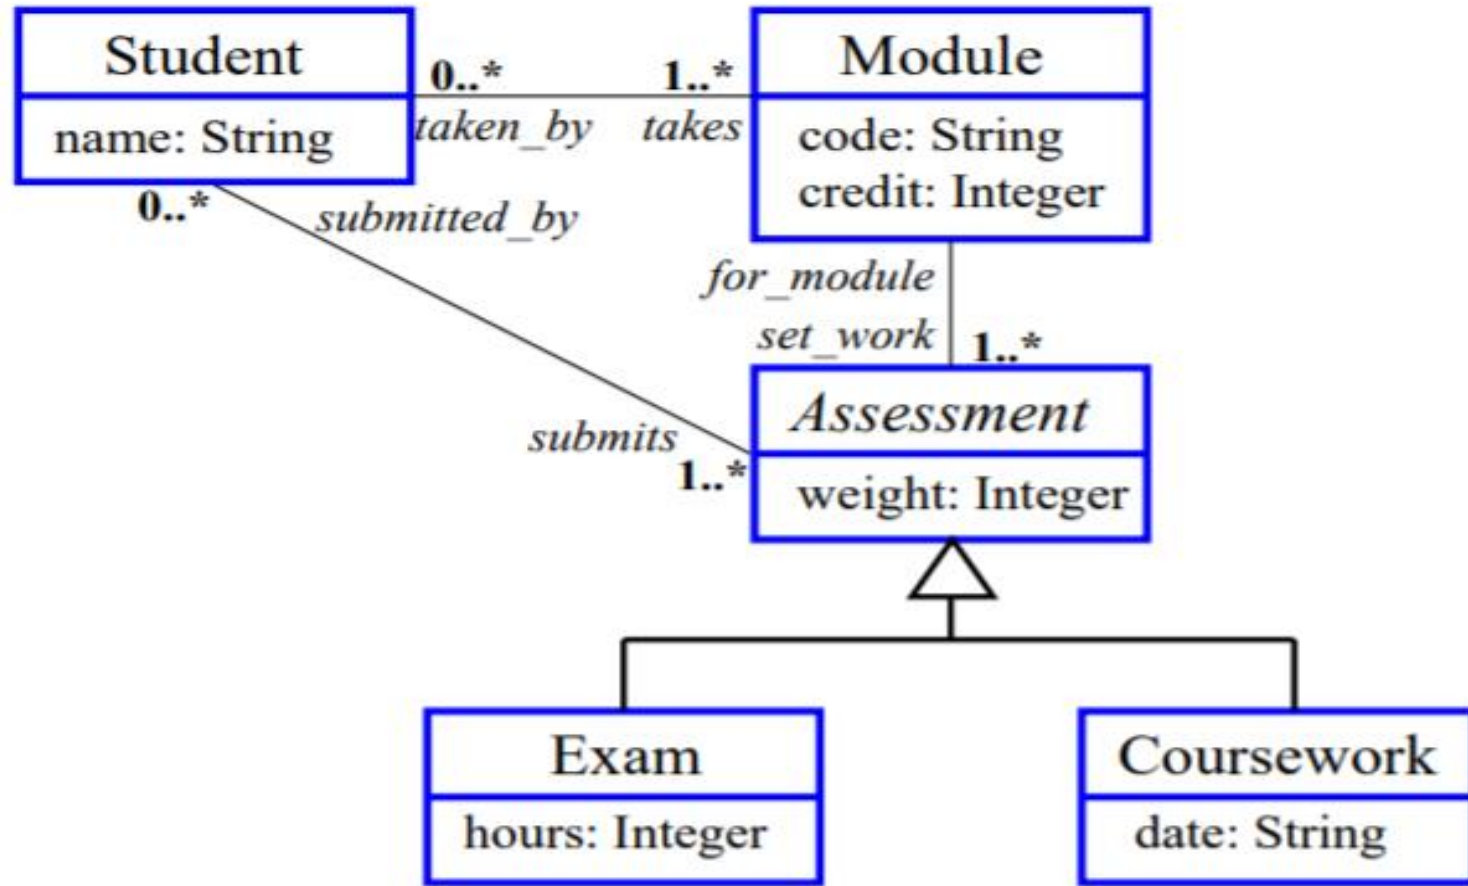 Student
name: String
0..*
1..*
taken_by
takes
Module
code: String
credit: Integer
0..*
submitted_by
submits
1..*
for_module
set_work
1..*
Assessment
weight: Integer
Exam
hours: Integer
Coursework
date: String